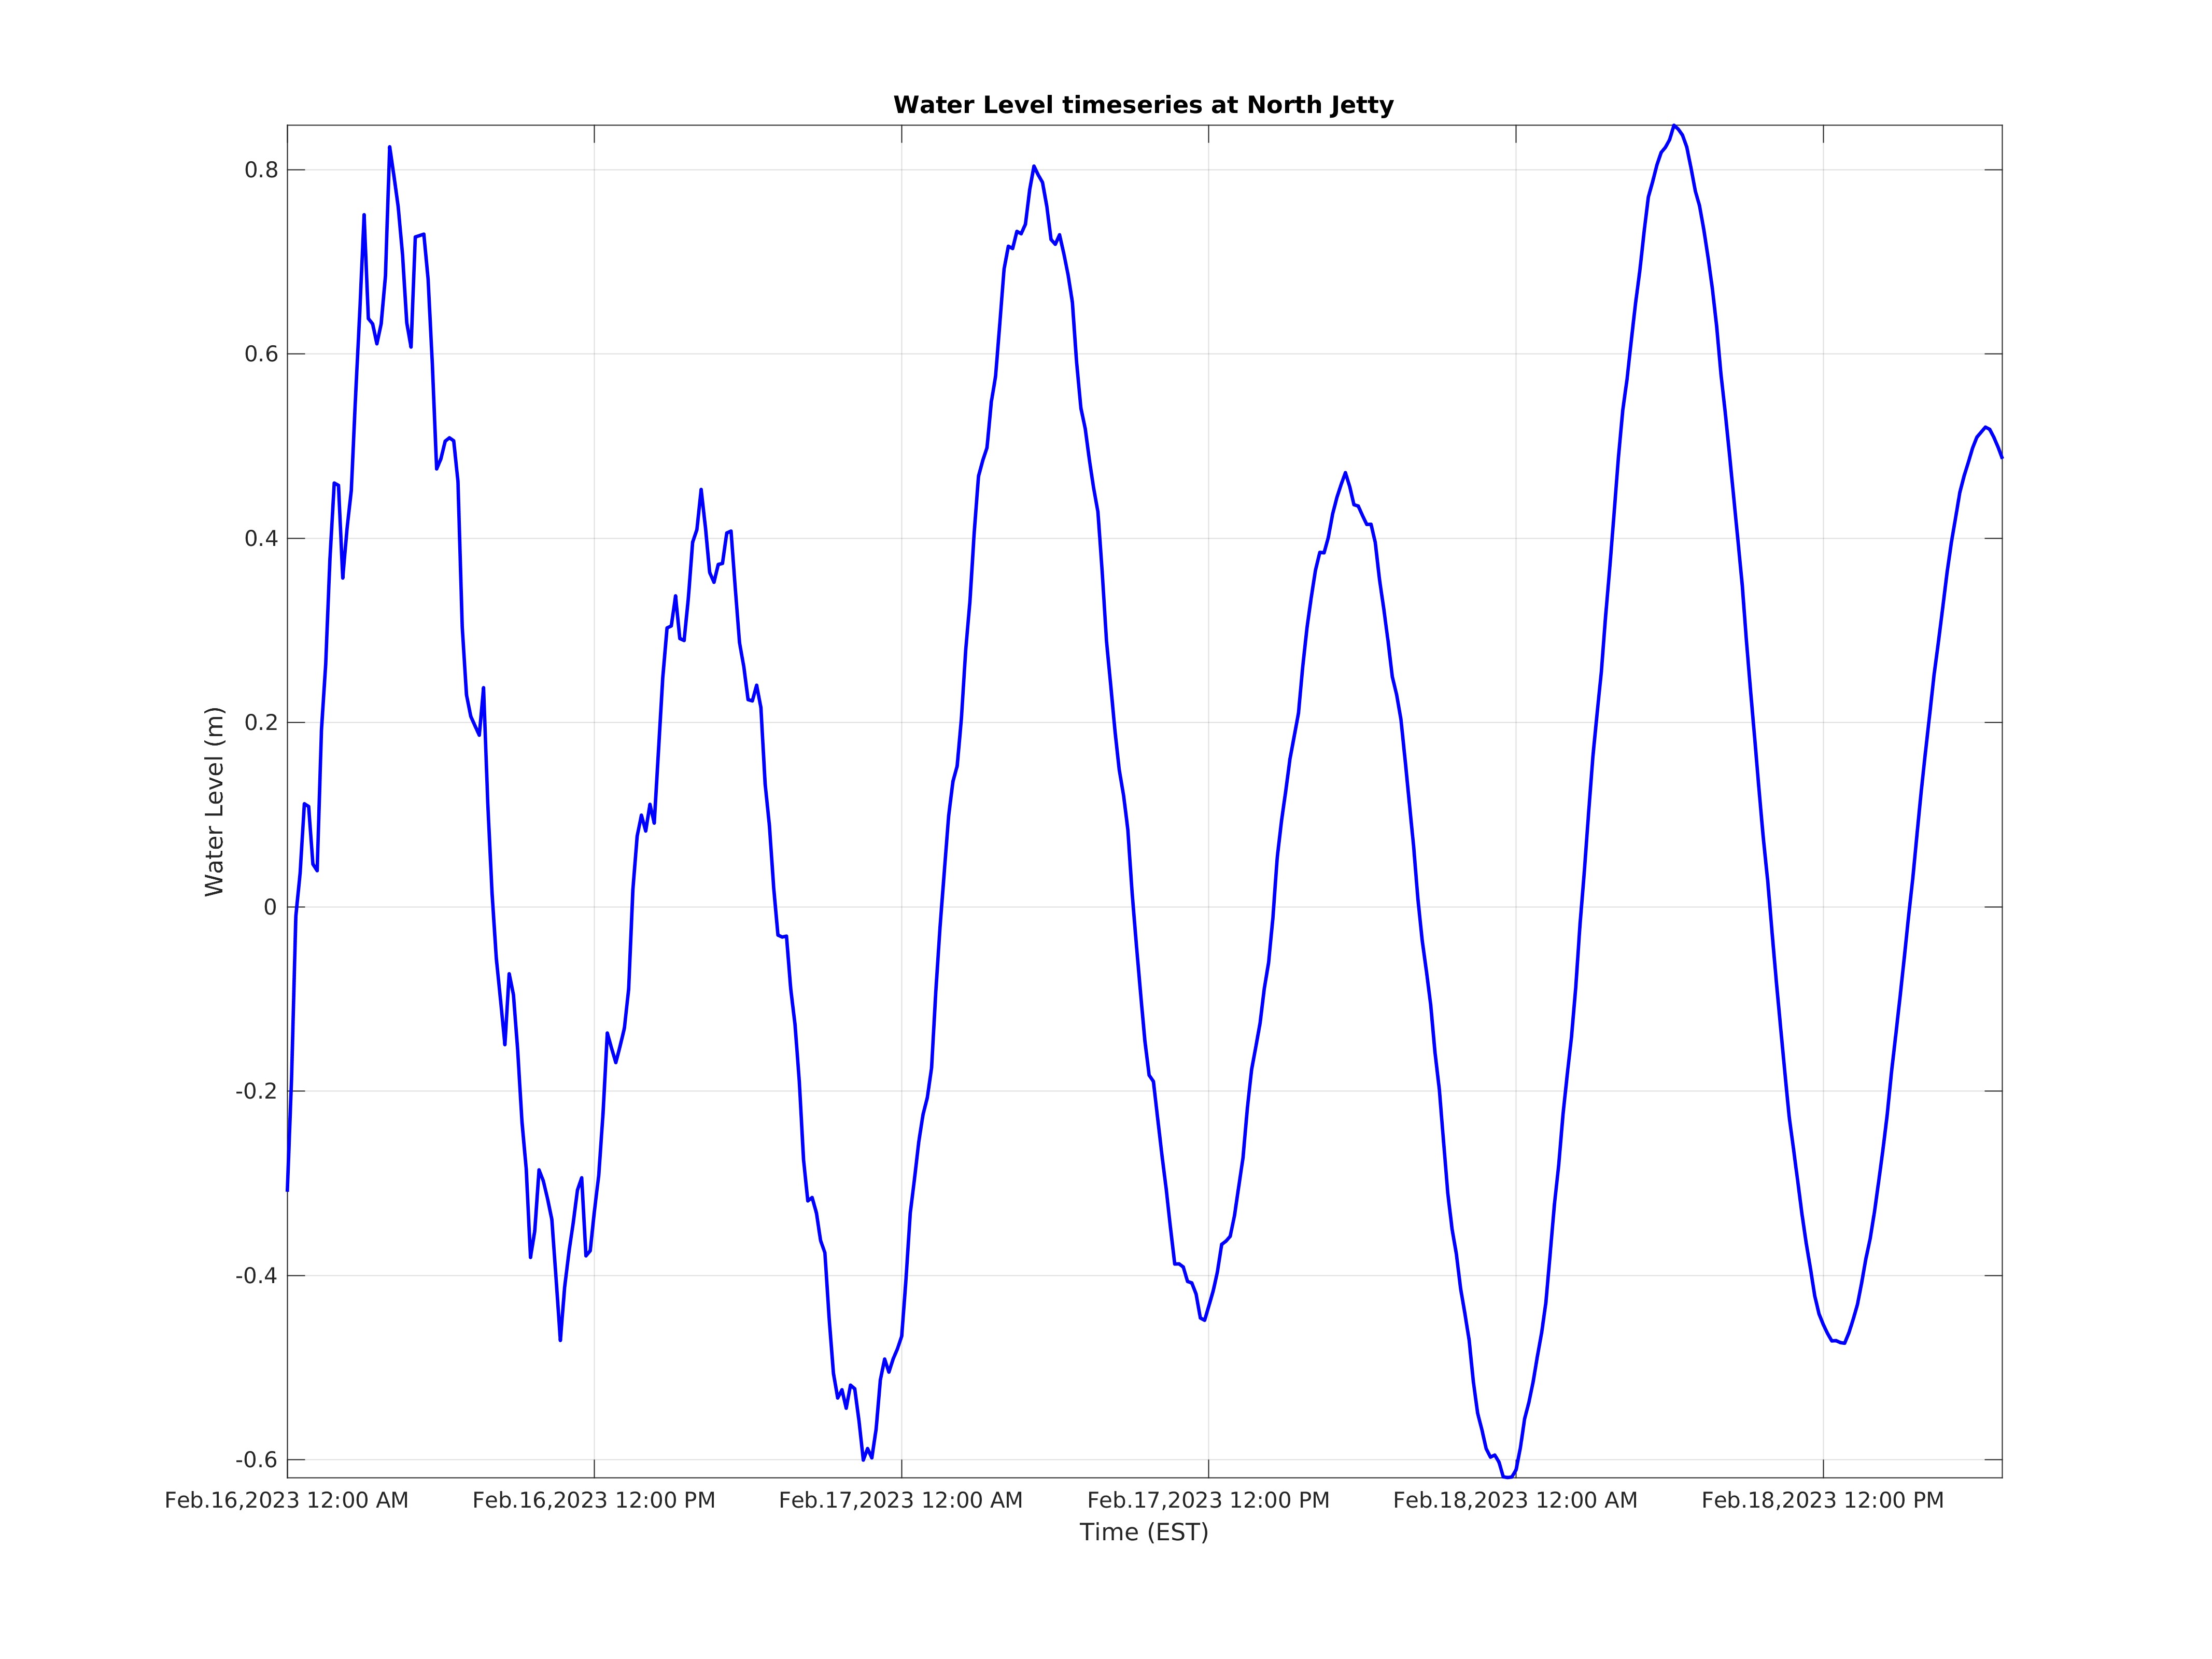 Water Level timeseries at North Jetty
0.8
0.6
0.4
0.2
0
-0.2
-0.4
-0.6
Water Level (m)
Feb.16,2023 12:00 AM Feb.16,2023 12:00 PM Feb.17,2023 12:00 AM Feb.17,2023 12:00 PM Feb.18,2023 12:00 AM Feb.18,2023 12:00 PM
Time (EST)